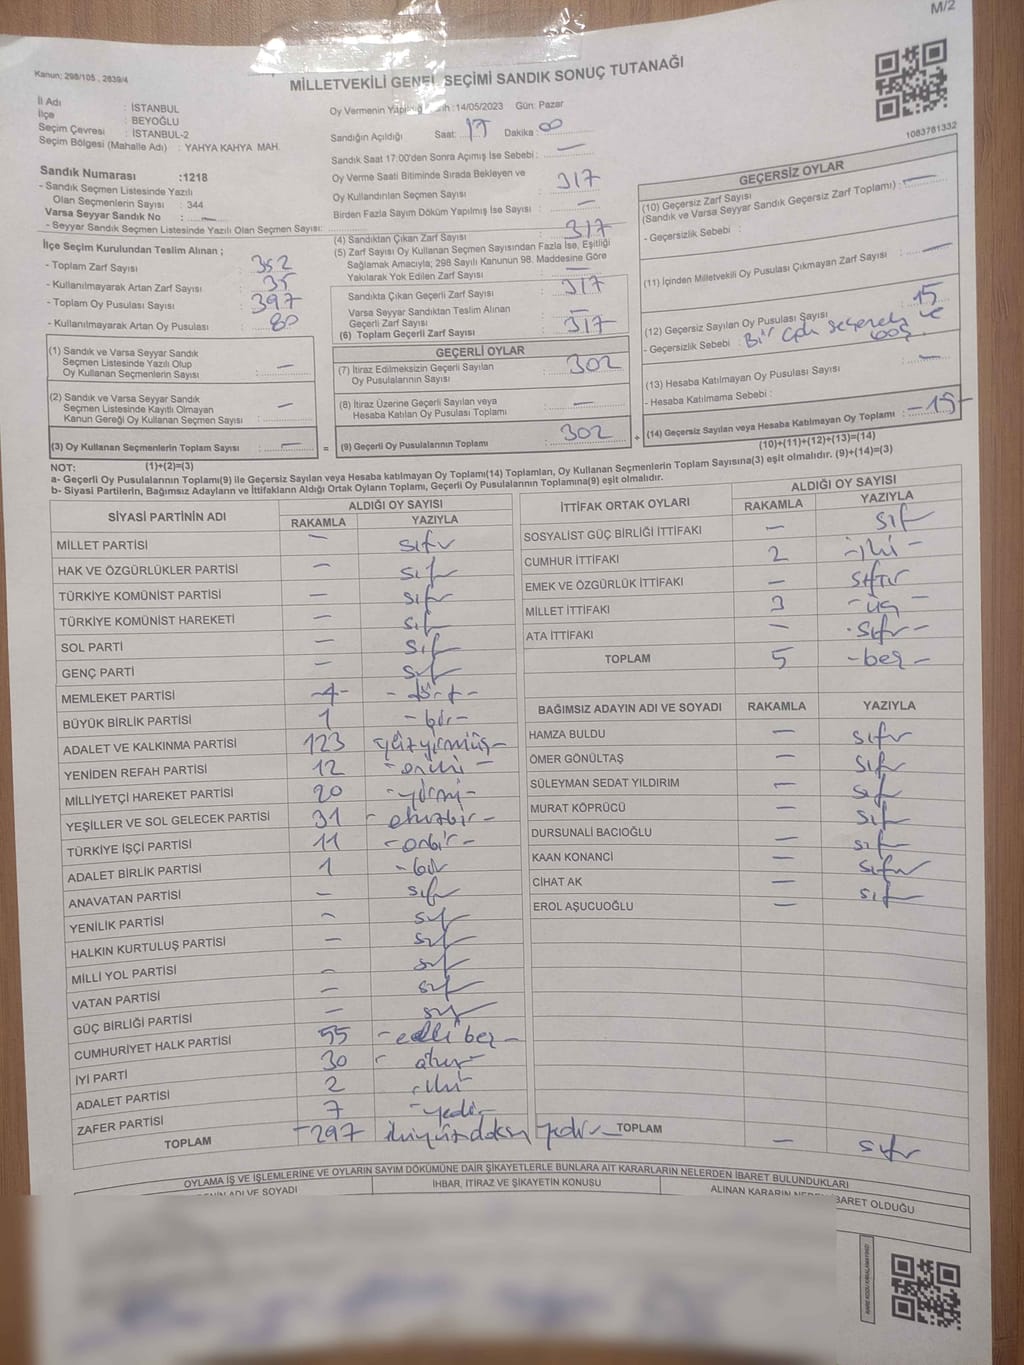 M/2
Kanun: 298/105 ; 2839/4
MİLLETVEKİLİ GENEL SEÇİMİ SANDIK SONUÇ TUTANAĞI
1083781332
İl Adı : İSTANBUL
İlçe : BEYOĞLU
Seçim Çevresi : İSTANBUL-2
Seçim Bölgesi (Mahalle Adı) : YAHYA KAHYA MAH.
Sandık Numarası :1218
- Sandık Seçmen Listesinde Yazılı
Olan Seçmenlerin Sayısı : 344
Varsa Seyyar Sandık No : —
- Seyyar Sandık Seçmen Listesinde Yazılı Olan Seçmen Sayısı:
Oy Vermenin Tarih :14/05/2023 Gün: Pazar
Sandığın Açıldığı Saat: 17 Dakika : 00
Sandık Saat 17.00'den Sonra Açımış İse Sebebi : —
Oy Verme Saati Bitiminde Sırada Bekleyen ve
Oy Kullandırılan Seçmen Sayısı : 317
Birden Fazla Sayım Döküm Yapılmış İse Sayısı : —
İlçe Seçim Kurulundan Teslim Alınan ;
- Toplam Zarf Sayısı : 352
- Kullanılmayarak Artan Zarf Sayısı : 35
- Toplam Oy Pusulası Sayısı : 397
- Kullanılmayarak Artan Oy Pusulası : 80
(4) Sandıktan Çıkan Zarf Sayısı : 317
(5) Zarf Sayısı Oy Kullanan Seçmen Sayısından Fazla İse, Eşitliği
Sağlamak Amacıyla; 298 Sayılı Kanunun 98. Maddesine Göre
Yakılarak Yok Edilen Zarf Sayısı : —
Sandıkta Çıkan Geçerli Zarf Sayısı : 317
Varsa Seyyar Sandıktan Teslim Alınan
Geçerli Zarf Sayısı : —
(6) Toplam Geçerli Zarf Sayısı : 317
GEÇERSİZ OYLAR
(10) Geçersiz Zarf Sayısı
(Sandık ve Varsa Seyyar Sandık Geçersiz Zarf Toplamı) : —
- Geçersizlik Sebebi :
(11) İçinden Milletvekili Oy Pusulası Çıkmayan Zarf Sayısı : —
(12) Geçersiz Sayılan Oy Pusulası Sayısı : 15
- Geçersizlik Sebebi : Bir çok seçenek ve
boş.
(13) Hesaba Katılmayan Oy Pusulası Sayısı : —
- Hesaba Katılmama Sebebi :
(14) Geçersiz Sayılan veya Hesaba Katılmayan Oy Toplamı : -15-
(10)+(11)+(12)+(13)=(14)
(1) Sandık ve Varsa Seyyar Sandık
Seçmen Listesinde Yazılı Olup
Oy Kullanan Seçmenlerin Sayısı : —
(2) Sandık ve Varsa Seyyar Sandık
Seçmen Listesinde Kayıtlı Olmayan
Kanun Gereği Oy Kullanan Seçmen Sayısı : —
(3) Oy Kullanan Seçmenlerin Toplam Sayısı : — =
GEÇERLİ OYLAR
(7) İtiraz Edilmeksizin Geçerli Sayılan
Oy Pusulalarının Sayısı : 302
(8) İtiraz Üzerine Geçerli Sayılan veya
Hesaba Katılan Oy Pusulası Toplamı : —
(9) Geçerli Oy Pusulalarının Toplamı : 302 +
NOT: (1)+(2)=(3)
a- Geçerli Oy Pusulalarının Toplamı(9) ile Geçersiz Sayılan veya Hesaba katılmayan Oy Toplamı(14) Toplamları, Oy Kullanan Seçmenlerin Toplam Sayısına(3) eşit olmalıdır. (9)+(14)=(3)
b- Siyasi Partilerin, Bağımsız Adayların ve İttifakların Aldığı Ortak Oyların Toplamı, Geçerli Oy Pusulalarının Toplamına(9) eşit olmalıdır.
SİYASİ PARTİNİN ADI ALDIĞI OY SAYISI
RAKAMLA YAZIYLA
MİLLET PARTİSİ — sıfır
HAK VE ÖZGÜRLÜKLER PARTİSİ — sıfır
TÜRKİYE KOMÜNİST PARTİSİ — sıfır
TÜRKİYE KOMÜNİST HAREKETİ — sıfır
SOL PARTİ — sıfır
GENÇ PARTİ — sıfır
MEMLEKET PARTİSİ -4- - dört -
BÜYÜK BİRLİK PARTİSİ 1 - bir -
ADALET VE KALKINMA PARTİSİ 123 yüzyirmiüç-
YENİDEN REFAH PARTİSİ 12 - oniki -
MİLLİYETÇİ HAREKET PARTİSİ 20 - yirmi -
YEŞİLLER VE SOL GELECEK PARTİSİ 31 - otuzbir -
TÜRKİYE İŞÇİ PARTİSİ 11 - onbir -
ADALET BİRLİK PARTİSİ 1 - bir
ANAVATAN PARTİSİ — sıfır
YENİLİK PARTİSİ — sıfır
HALKIN KURTULUŞ PARTİSİ — sıfır
MİLLİ YOL PARTİSİ — sıfır
VATAN PARTİSİ — sıfır
GÜÇ BİRLİĞİ PARTİSİ — sıfır
CUMHURİYET HALK PARTİSİ 55 - elli beş -
İYİ PARTİ 30 - otuz -
ADALET PARTİSİ 2 - iki
ZAFER PARTİSİ 7 - yedi -
TOPLAM -297 ikiyüzdoksan yedi -
İTTİFAK ORTAK OYLARI ALDIĞI OY SAYISI
RAKAMLA YAZIYLA
SOSYALİST GÜÇ BİRLİĞİ İTTİFAKI — sıfır
CUMHUR İTTİFAKI 2 - iki -
EMEK VE ÖZGÜRLÜK İTTİFAKI — sıfır
MİLLET İTTİFAKI 3 - üç -
ATA İTTİFAKI — - sıfır -
TOPLAM 5 - beş -
BAĞIMSIZ ADAYIN ADI VE SOYADI RAKAMLA YAZIYLA
HAMZA BULDU — sıfır
ÖMER GÖNÜLTAŞ — sıfır
SÜLEYMAN SEDAT YILDIRIM — sıfır
MURAT KÖPRÜCÜ — sıfır
DURSUNALİ BACIOĞLU — sıfır
KAAN KONANCİ — sıfır
CİHAT AK — sıfır
EROL AŞUCUOĞLU —
TOPLAM — sıfır
OYLAMA İŞ VE İŞLEMLERİNE VE OYLARIN SAYIM DÖKÜMÜNE DAİR ŞİKAYETLERLE BUNLARA AİT KARARLARIN NELERDEN İBARET BULUNDUKLARI
ADI VE SOYADI İHBAR, İTİRAZ VE ŞİKAYETİN KONUSU ALINAN KARARIN NEDEN İBARET OLDUĞU